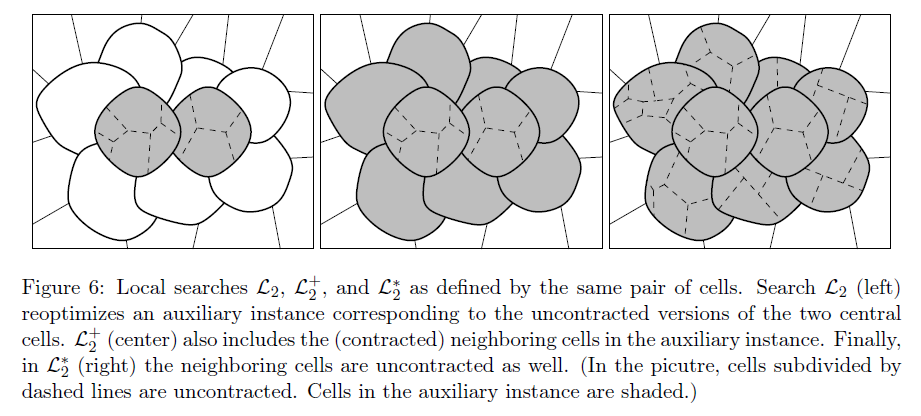 Figure 6: Local searches 𝓛₂, 𝓛₂⁺, and 𝓛₂* as defined by the same pair of cells. Search 𝓛₂ (left)
reoptimizes an auxiliary instance corresponding to the uncontracted versions of the two central
cells. 𝓛₂⁺ (center) also includes the (contracted) neighboring cells in the auxiliary instance. Finally,
in 𝓛₂* (right) the neighboring cells are uncontracted as well. (In the picutre, cells subdivided by
dashed lines are uncontracted. Cells in the auxiliary instance are shaded.)